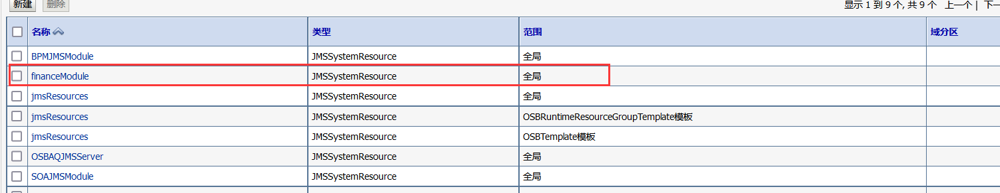 新建 删除 显示 1 到 9 个, 共 9 个 上一个 | 下一
名称 类型 范围 域分区
BPMJMSModule JMSSystemResource 全局
financeModule JMSSystemResource 全局
jmsResources JMSSystemResource 全局
jmsResources JMSSystemResource OSBRuntimeResourceGroupTemplate模板
jmsResources JMSSystemResource OSBTemplate模板
OSBAQJMSServer JMSSystemResource 全局
SOAJMSModule JMSSystemResource 全局